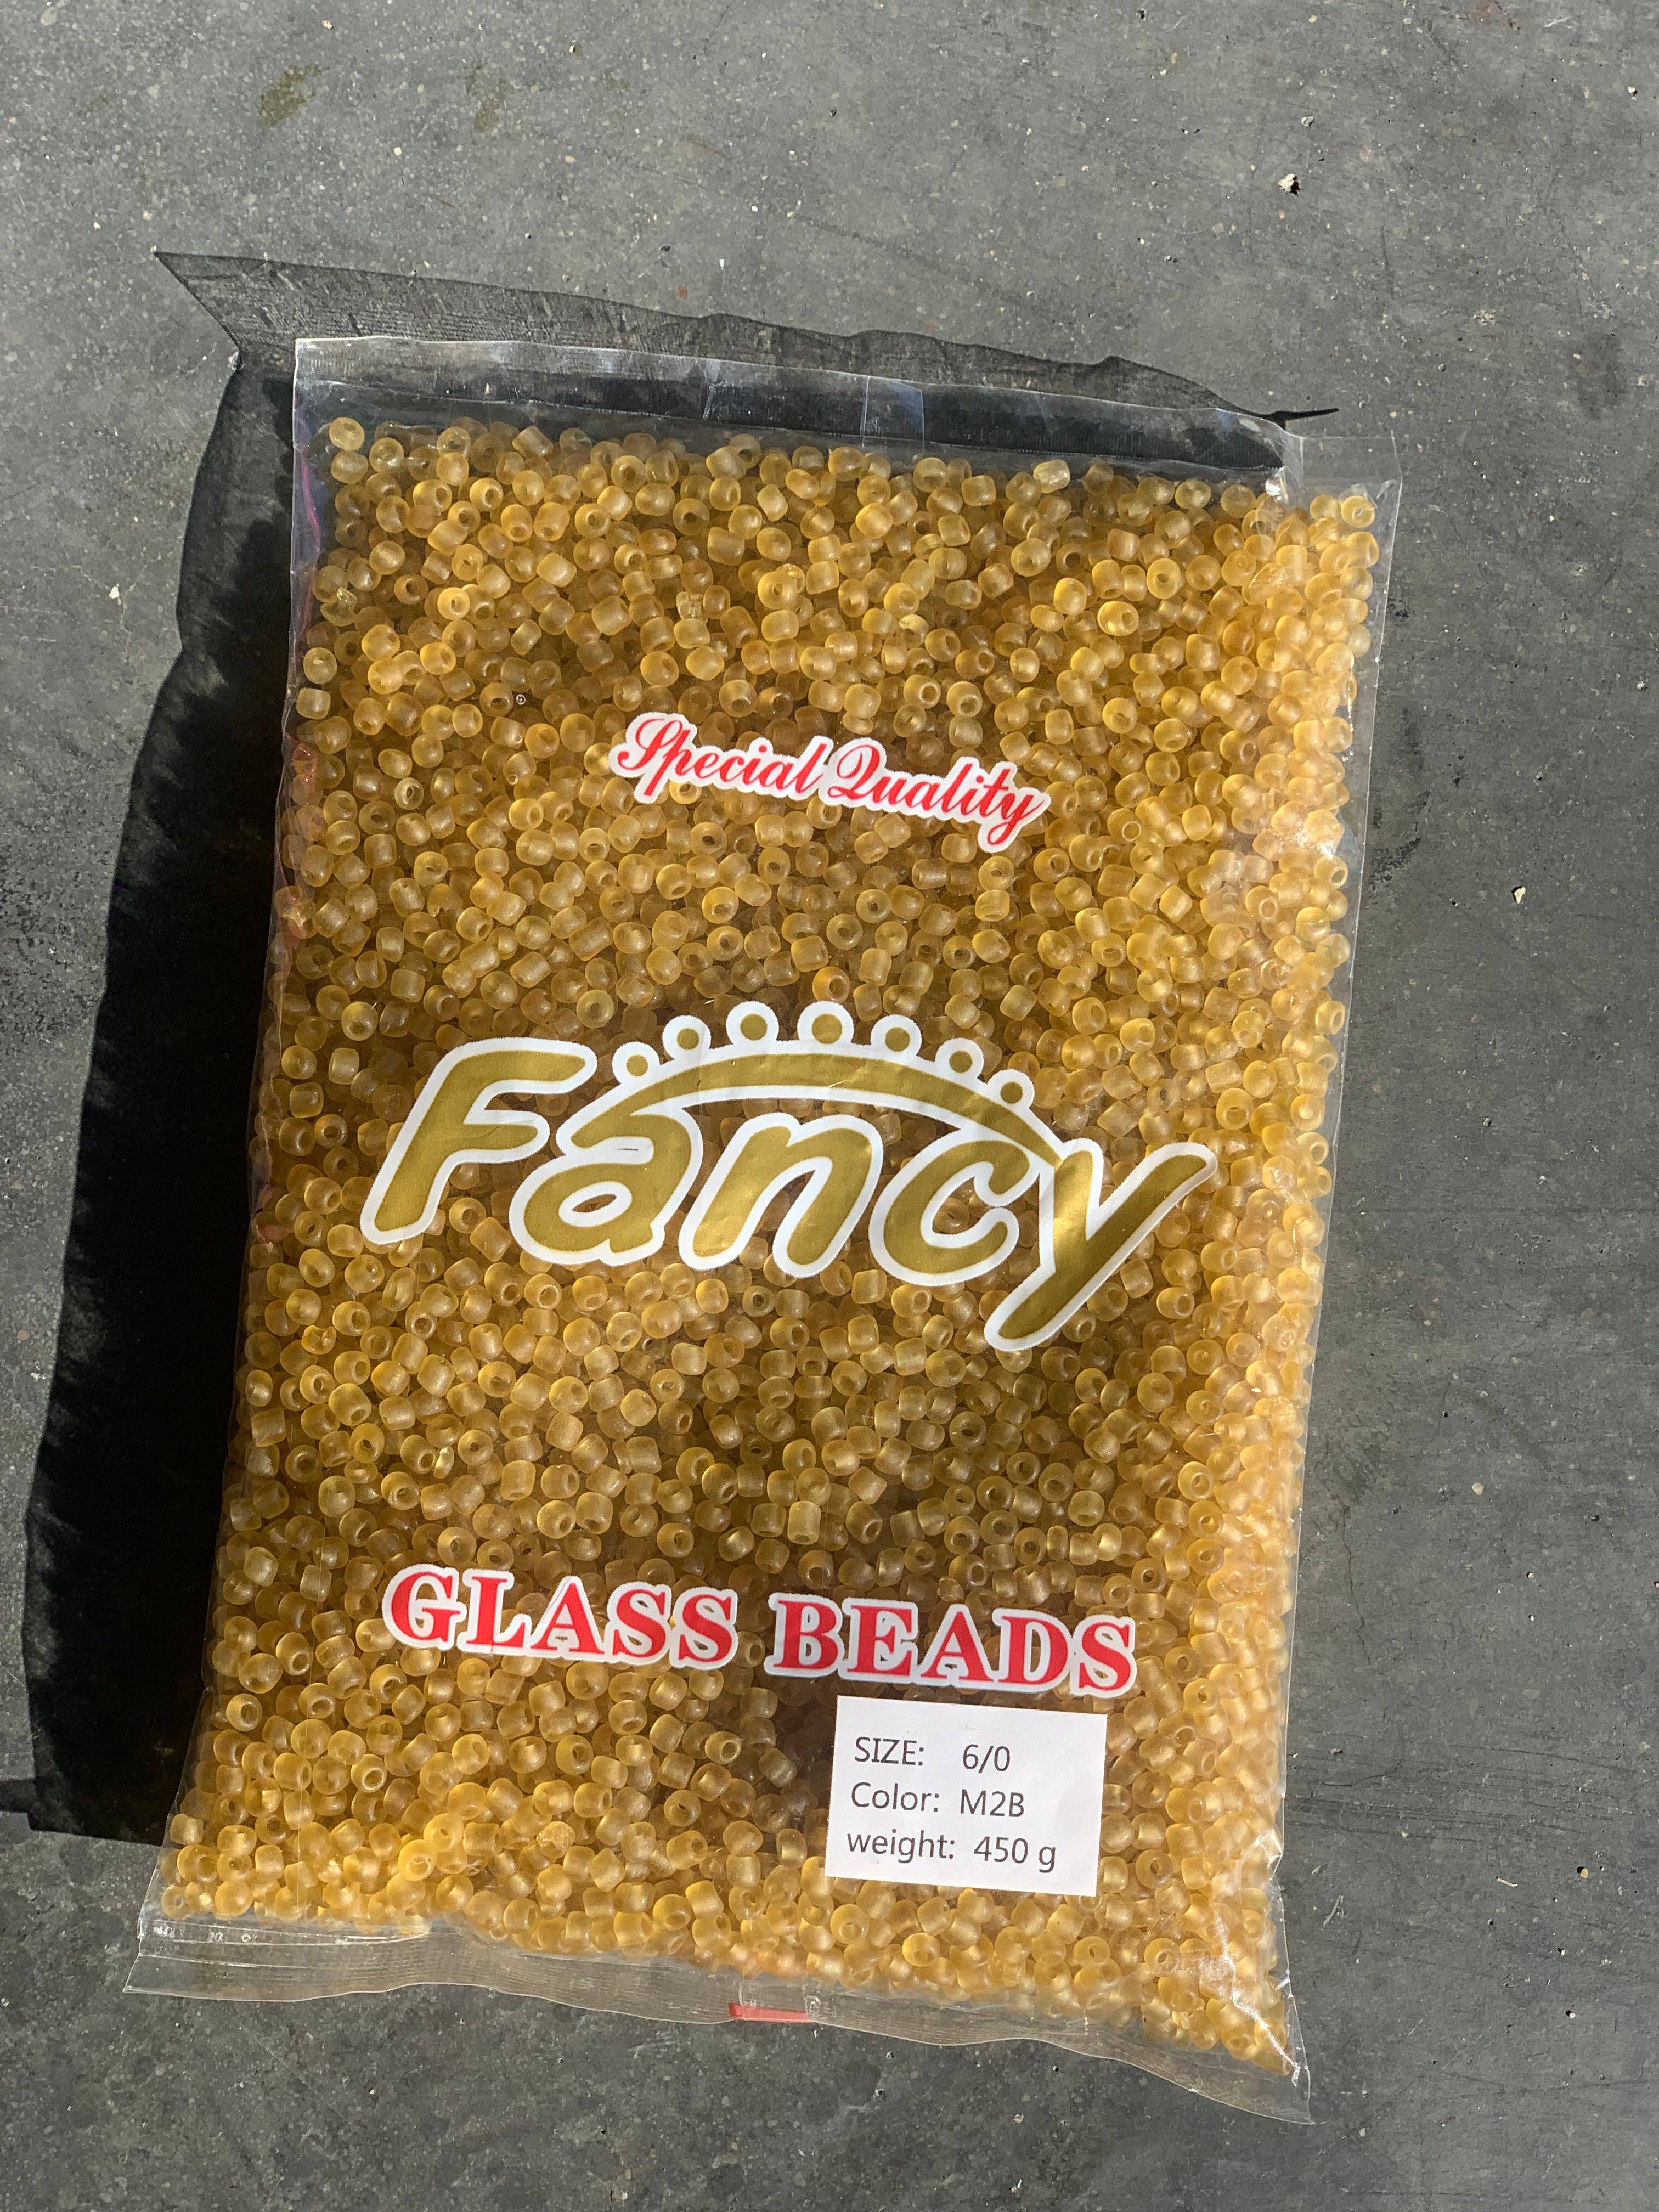 Special Quality
Fancy
GLASS BEADS
SIZE: 6/0
Color: M2B
weight: 450 g